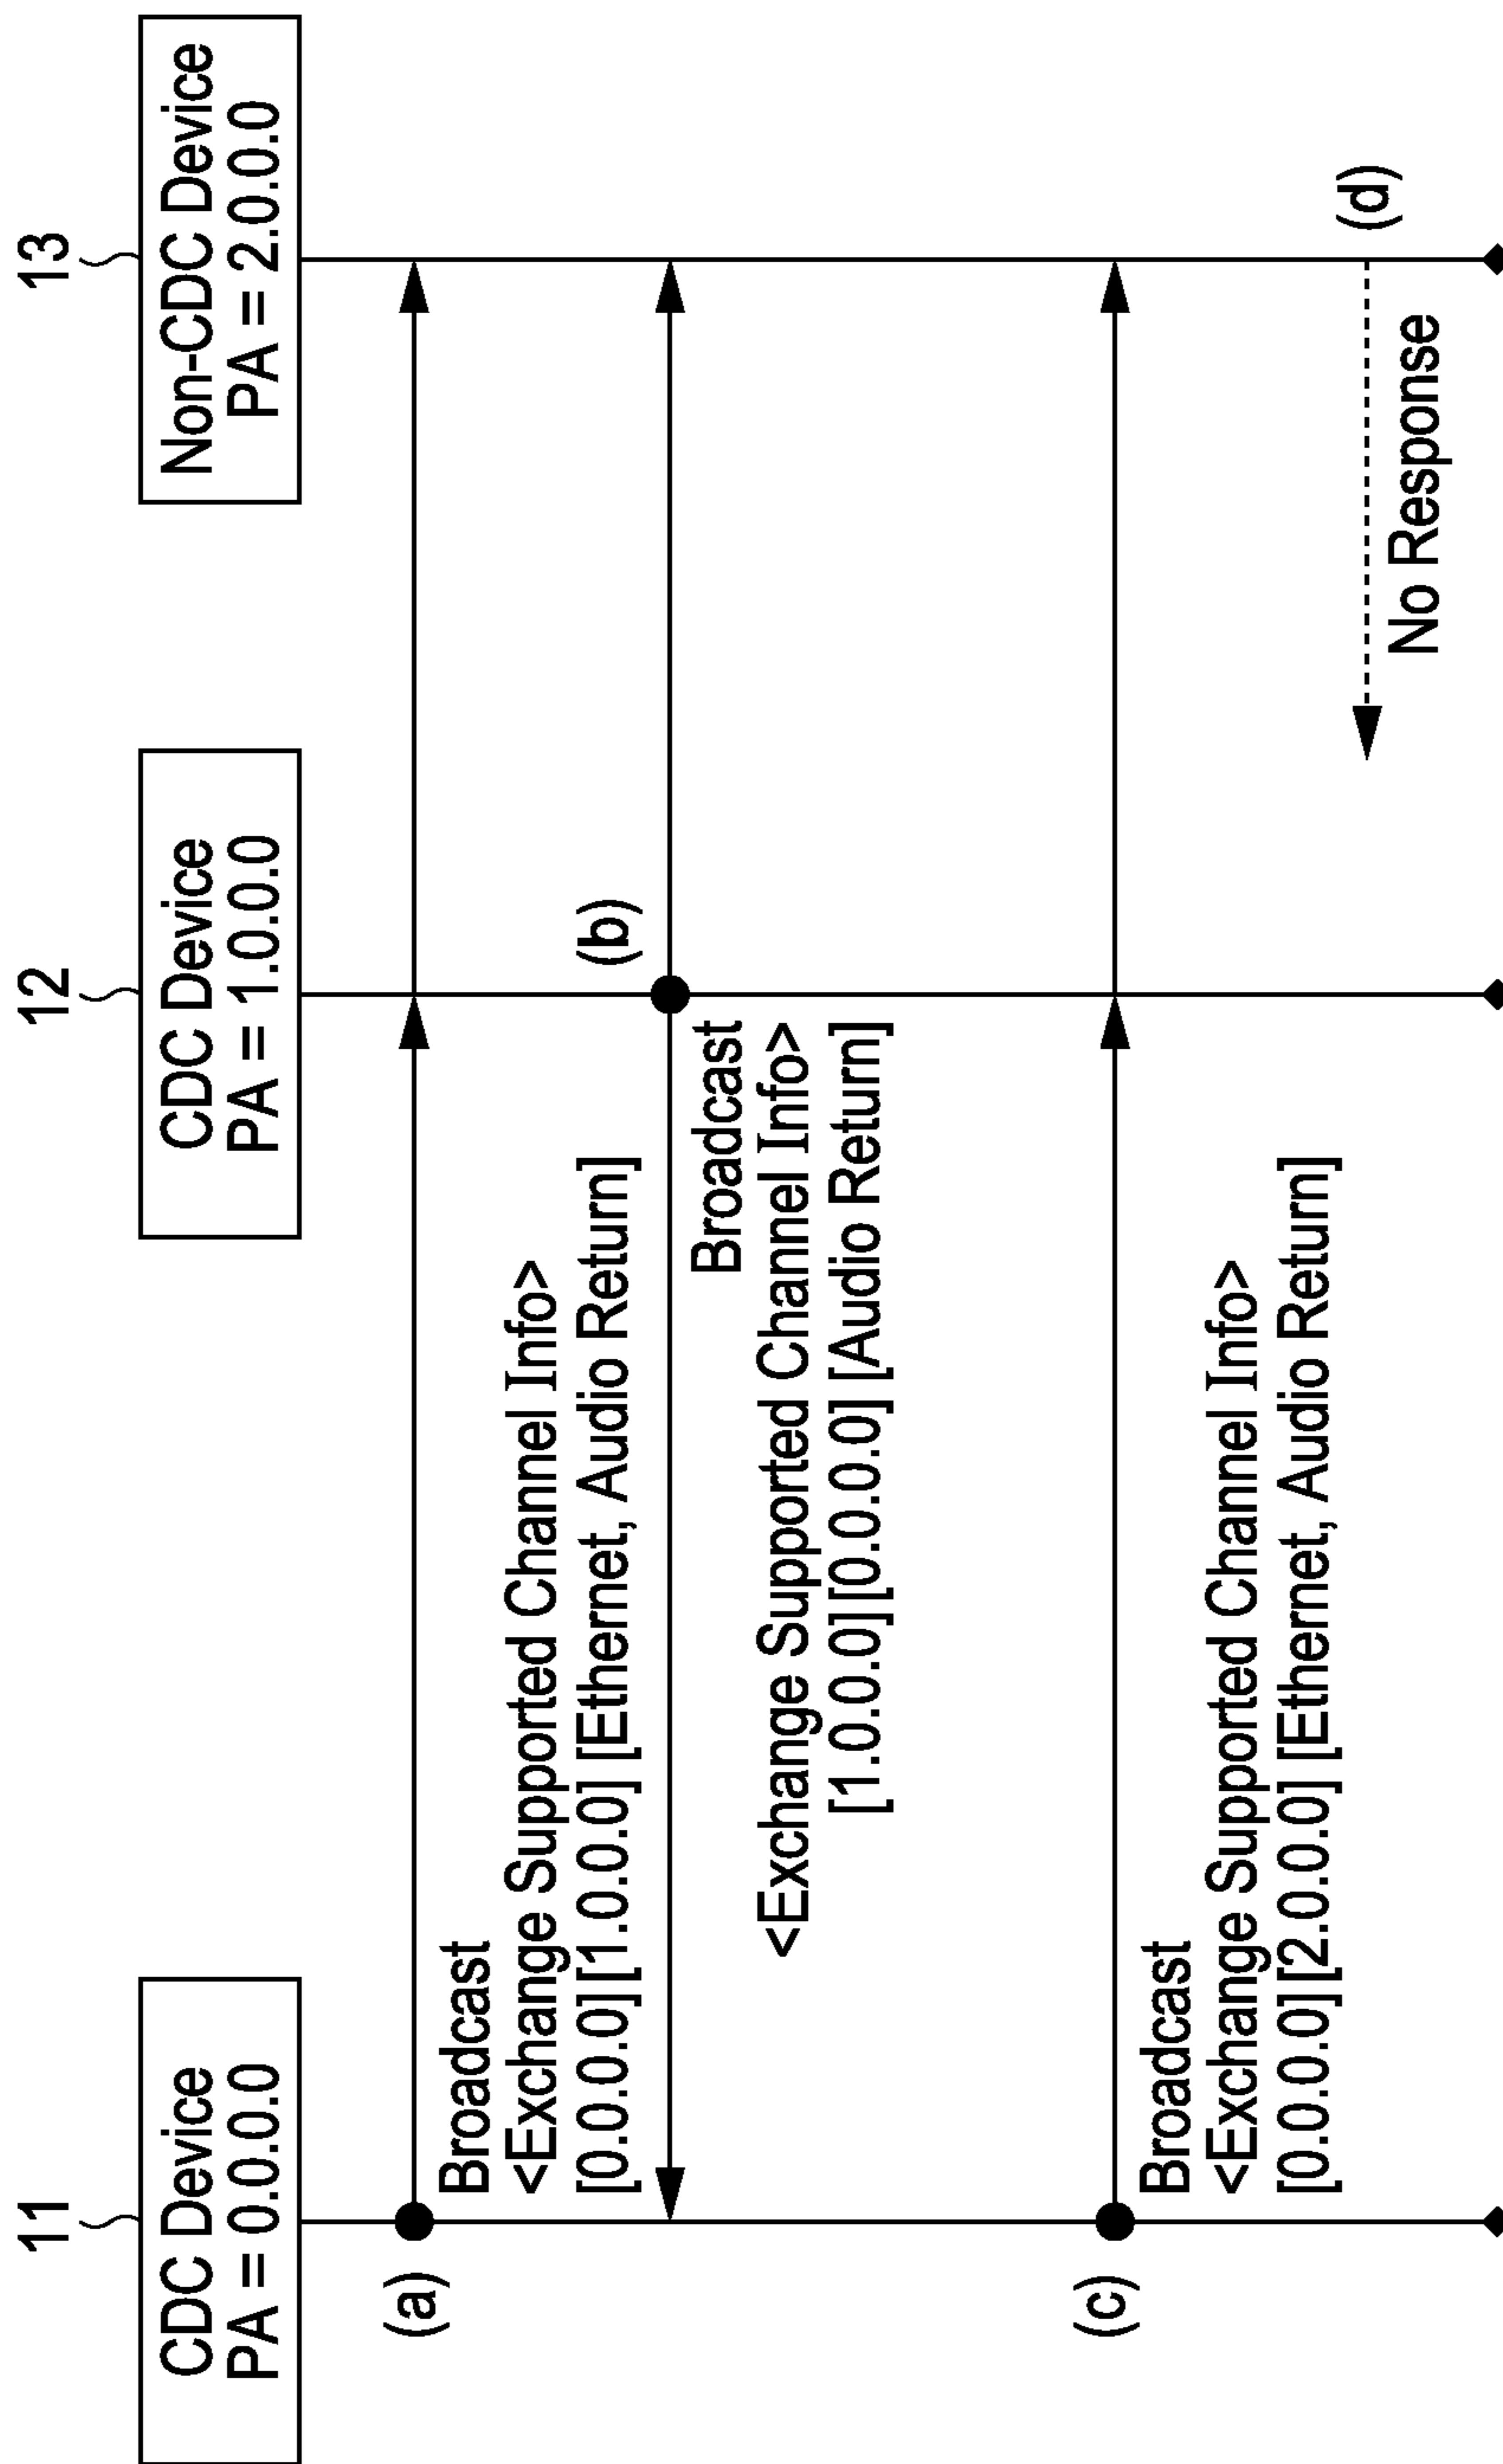 11
12
13
CDC Device
PA = 0.0.0.0
CDC Device
PA = 1.0.0.0
Non-CDC Device
PA = 2.0.0.0
(a)
Broadcast
<Exchange Supported Channel Info>
[0.0.0.0][1.0.0.0] [Ethernet, Audio Return]
(b)
Broadcast
<Exchange Supported Channel Info>
[1.0.0.0][0.0.0.0] [Audio Return]
(c)
Broadcast
<Exchange Supported Channel Info>
[0.0.0.0][2.0.0.0] [Ethernet, Audio Return]
(d)
No Response